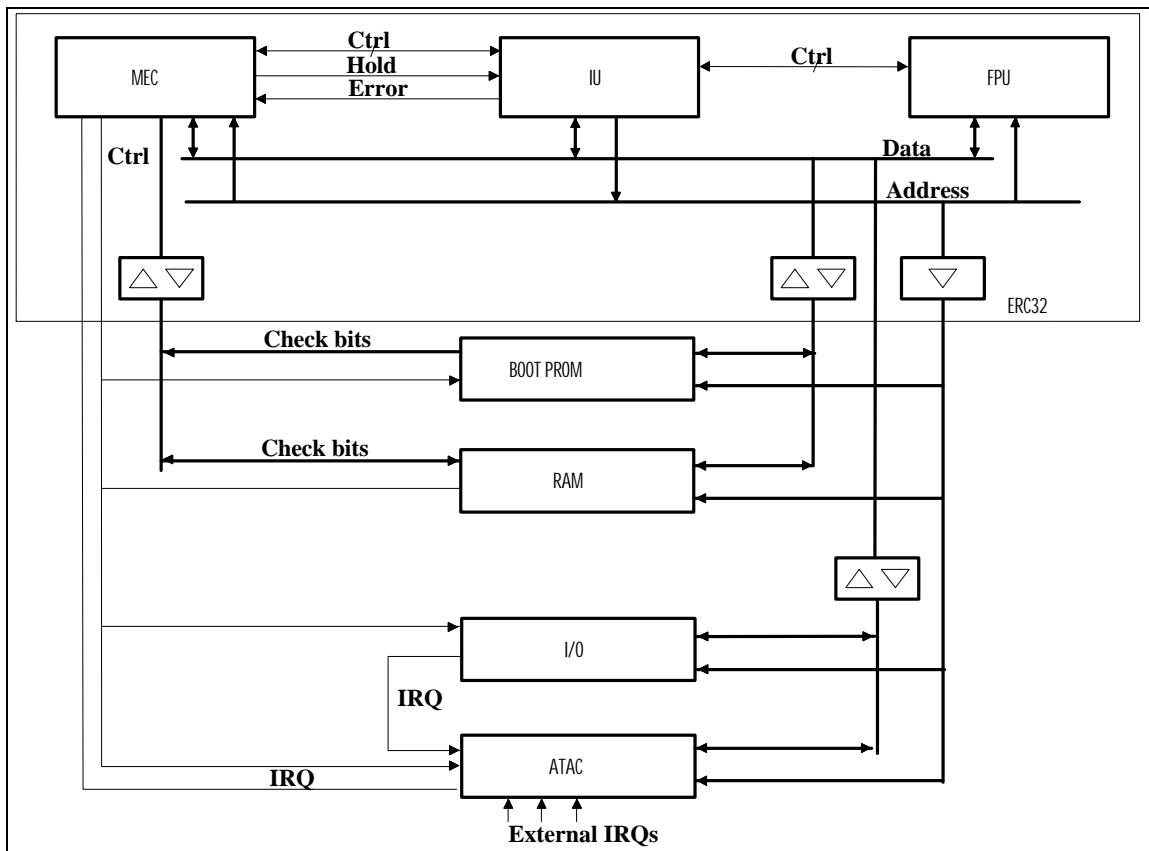 Ctrl
MEC
Hold
Error
IU
Ctrl
FPU
Ctrl
Data
Address
ERC32
Check bits
BOOT PROM
Check bits
RAM
I/O
IRQ
ATAC
IRQ
External IRQs